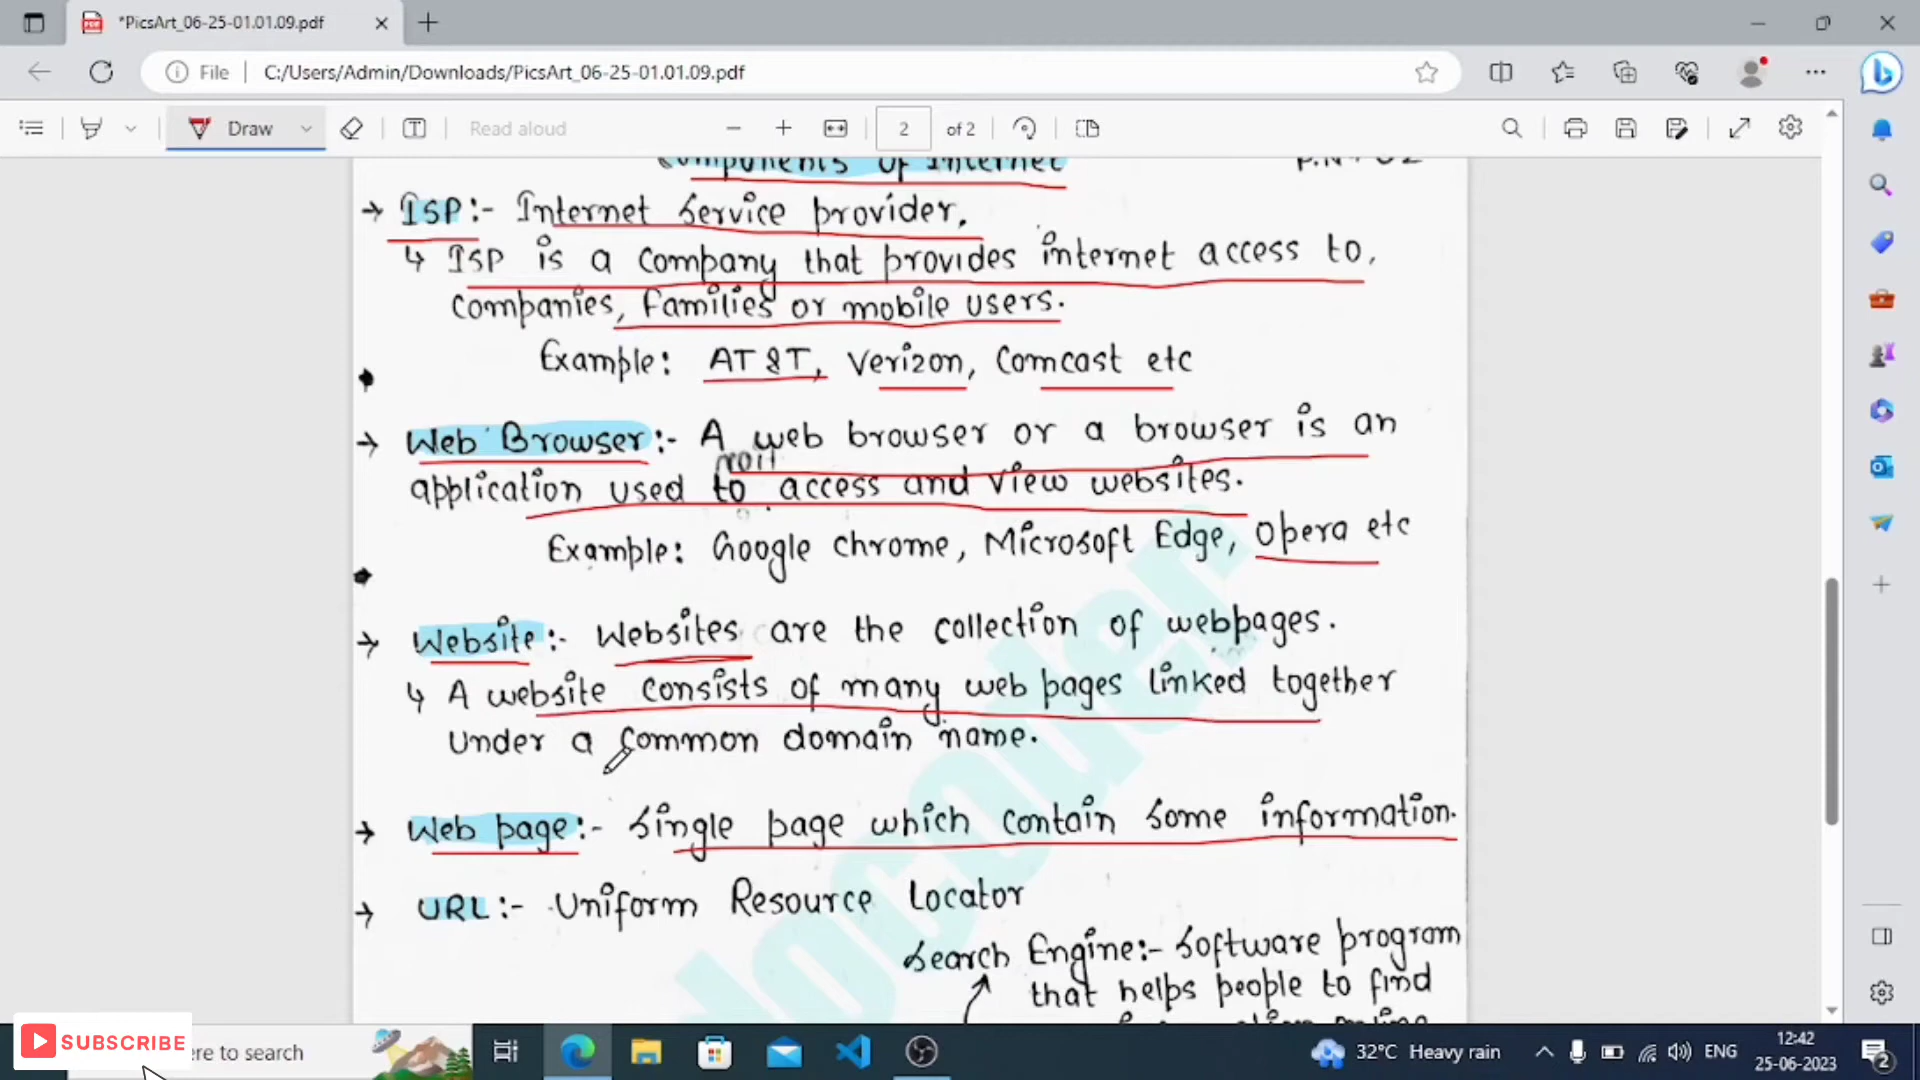 *PicsArt_06-25-01.01.09.pdf
File C:/Users/Admin/Downloads/PicsArt_06-25-01.01.09.pdf
Draw Read aloud 2 of 2
Components of Internet
→ ISP:- Internet Service provider.
↳ ISP is a company that provides internet access to,
companies, families or mobile users.
Example: AT&T, Verizon, Comcast etc
→ Web Browser:- A web browser or a browser is an
application used to access and view websites.
Example: Google chrome, Microsoft Edge, Opera etc
→ Website:- Websites are the collection of webpages.
↳ A website consists of many web pages linked together
under a common domain name.
→ Web page:- Single page which contain some information.
→ URL:- Uniform Resource Locator
Search Engine:- Software program
that helps people to find
docoder
SUBSCRIBE
ere to search
32°C Heavy rain ENG 12:42
25-06-2023 2